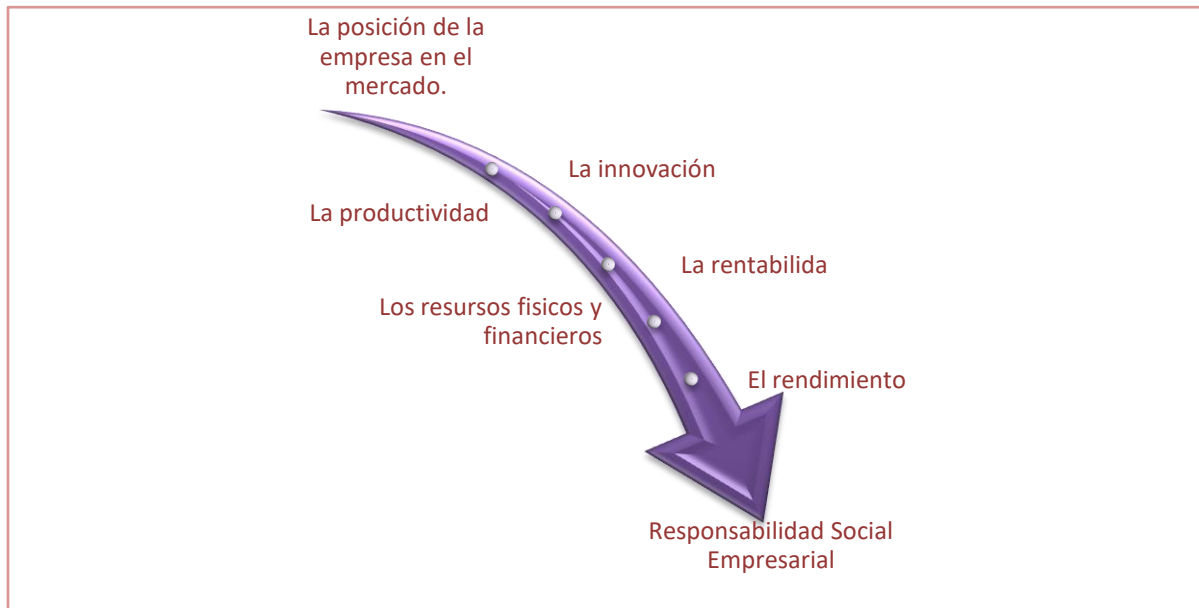 La posición de la
empresa en el
mercado.
La innovación
La productividad
La rentabilida
Los resursos fisicos y
financieros
El rendimiento
Responsabilidad Social
Empresarial